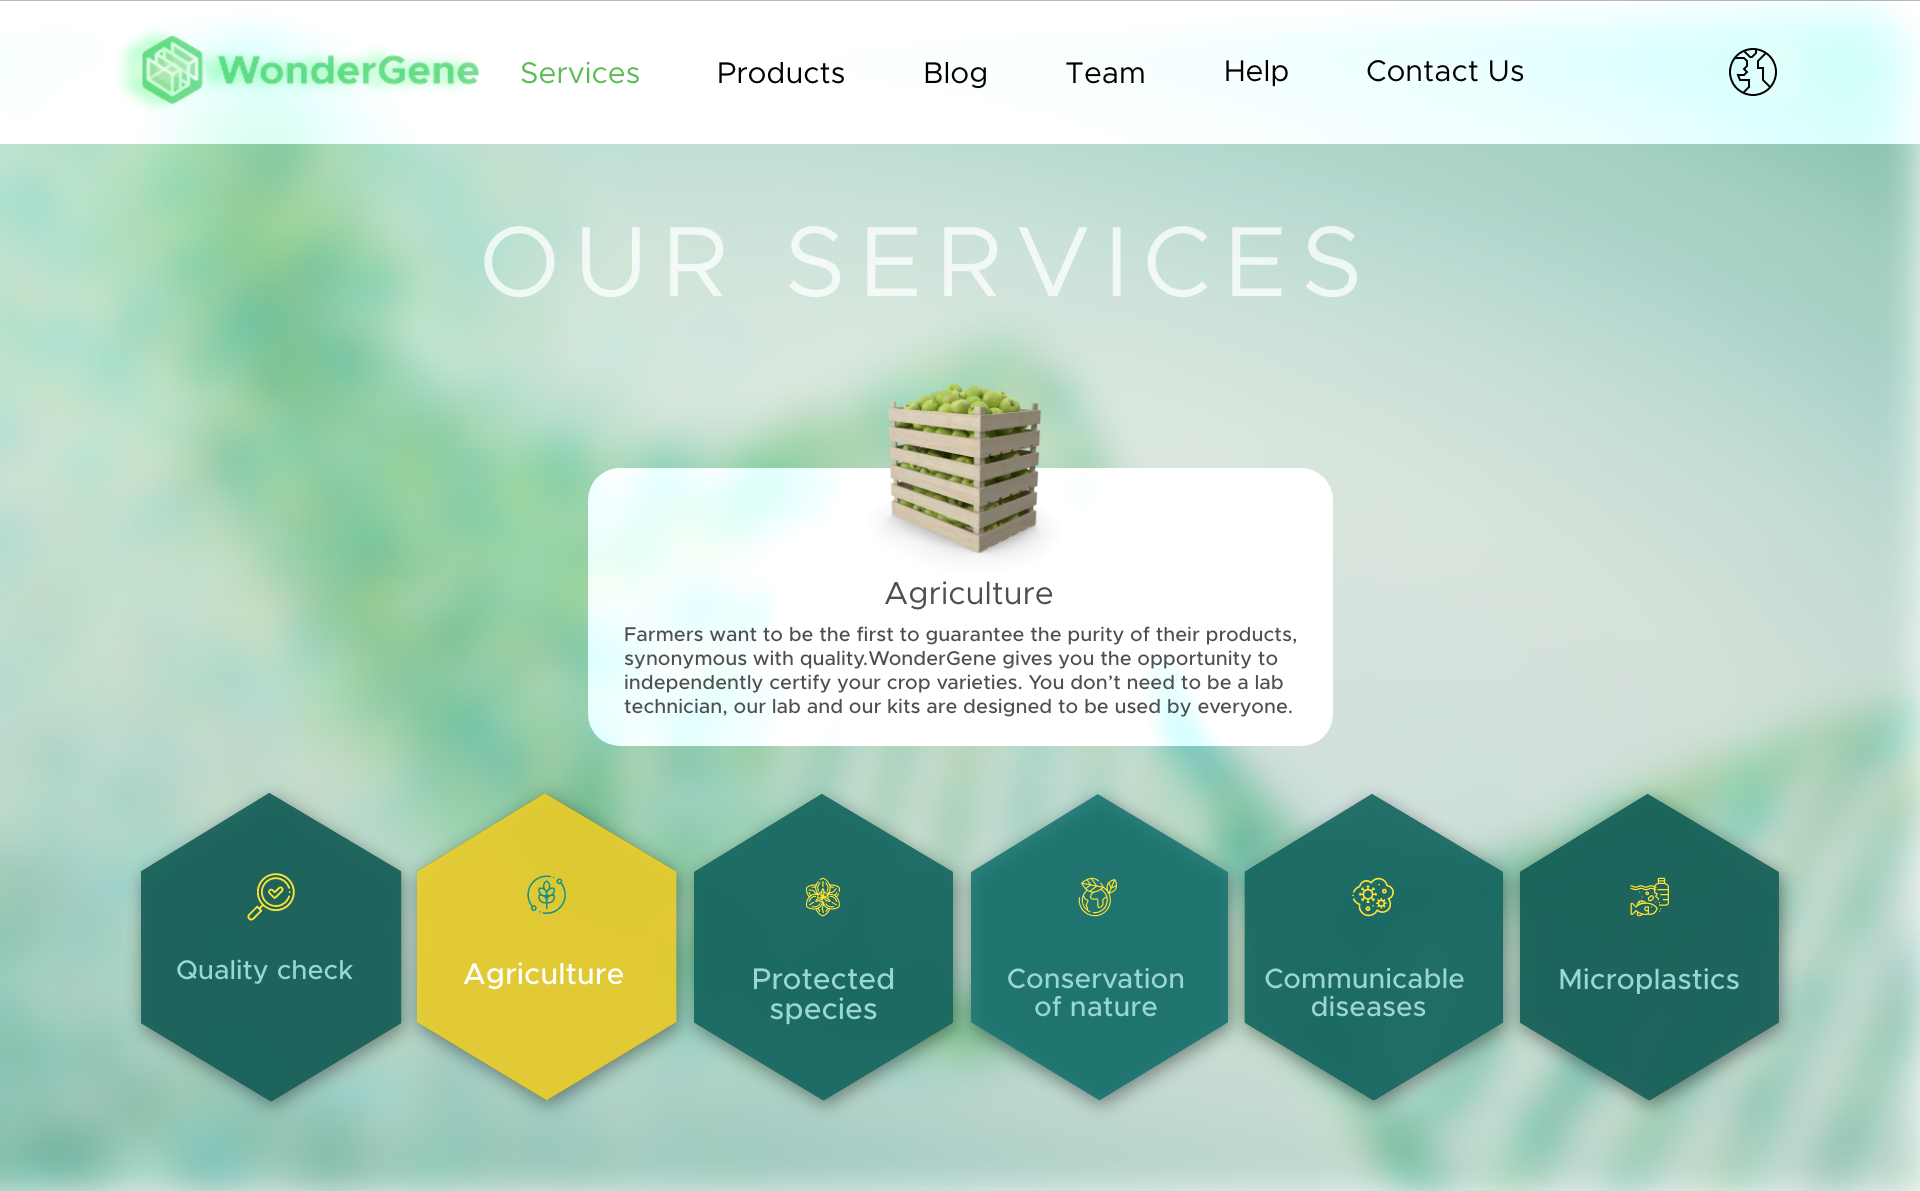 WonderGene
Services
Products
Blog
Team
Help
Contact Us
OUR SERVICES
Agriculture
Farmers want to be the first to guarantee the purity of their products,
synonymous with quality.WonderGene gives you the opportunity to
independently certify your crop varieties. You don’t need to be a lab
technician, our lab and our kits are designed to be used by everyone.
Quality check
Agriculture
Protected
species
Conservation
of nature
Communicable
diseases
Microplastics